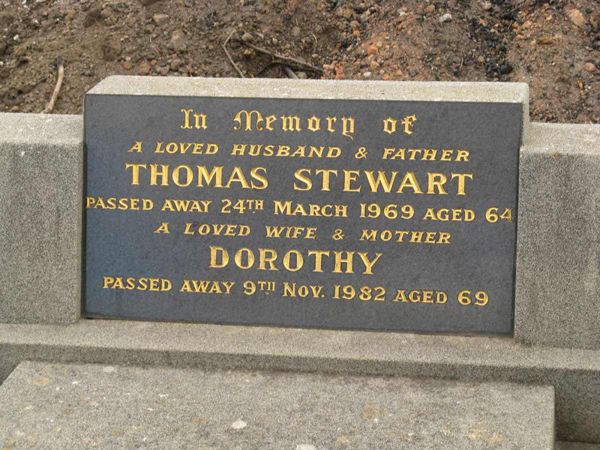 In Memory of
A LOVED HUSBAND & FATHER
THOMAS STEWART
PASSED AWAY 24TH MARCH 1969 AGED 64
A LOVED WIFE & MOTHER
DOROTHY
PASSED AWAY 9TH NOV. 1982 AGED 69